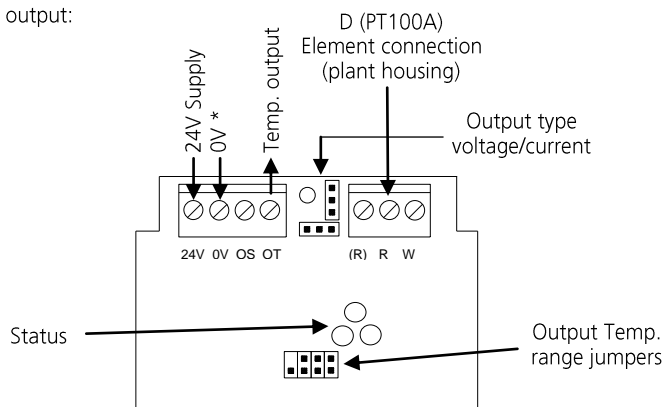 output:
D (PT100A)
Element connection
(plant housing)
24V Supply
0V *
Temp. output
Output type
voltage/current
24V 0V OS OT
(R) R W
Status
Output Temp.
range jumpers